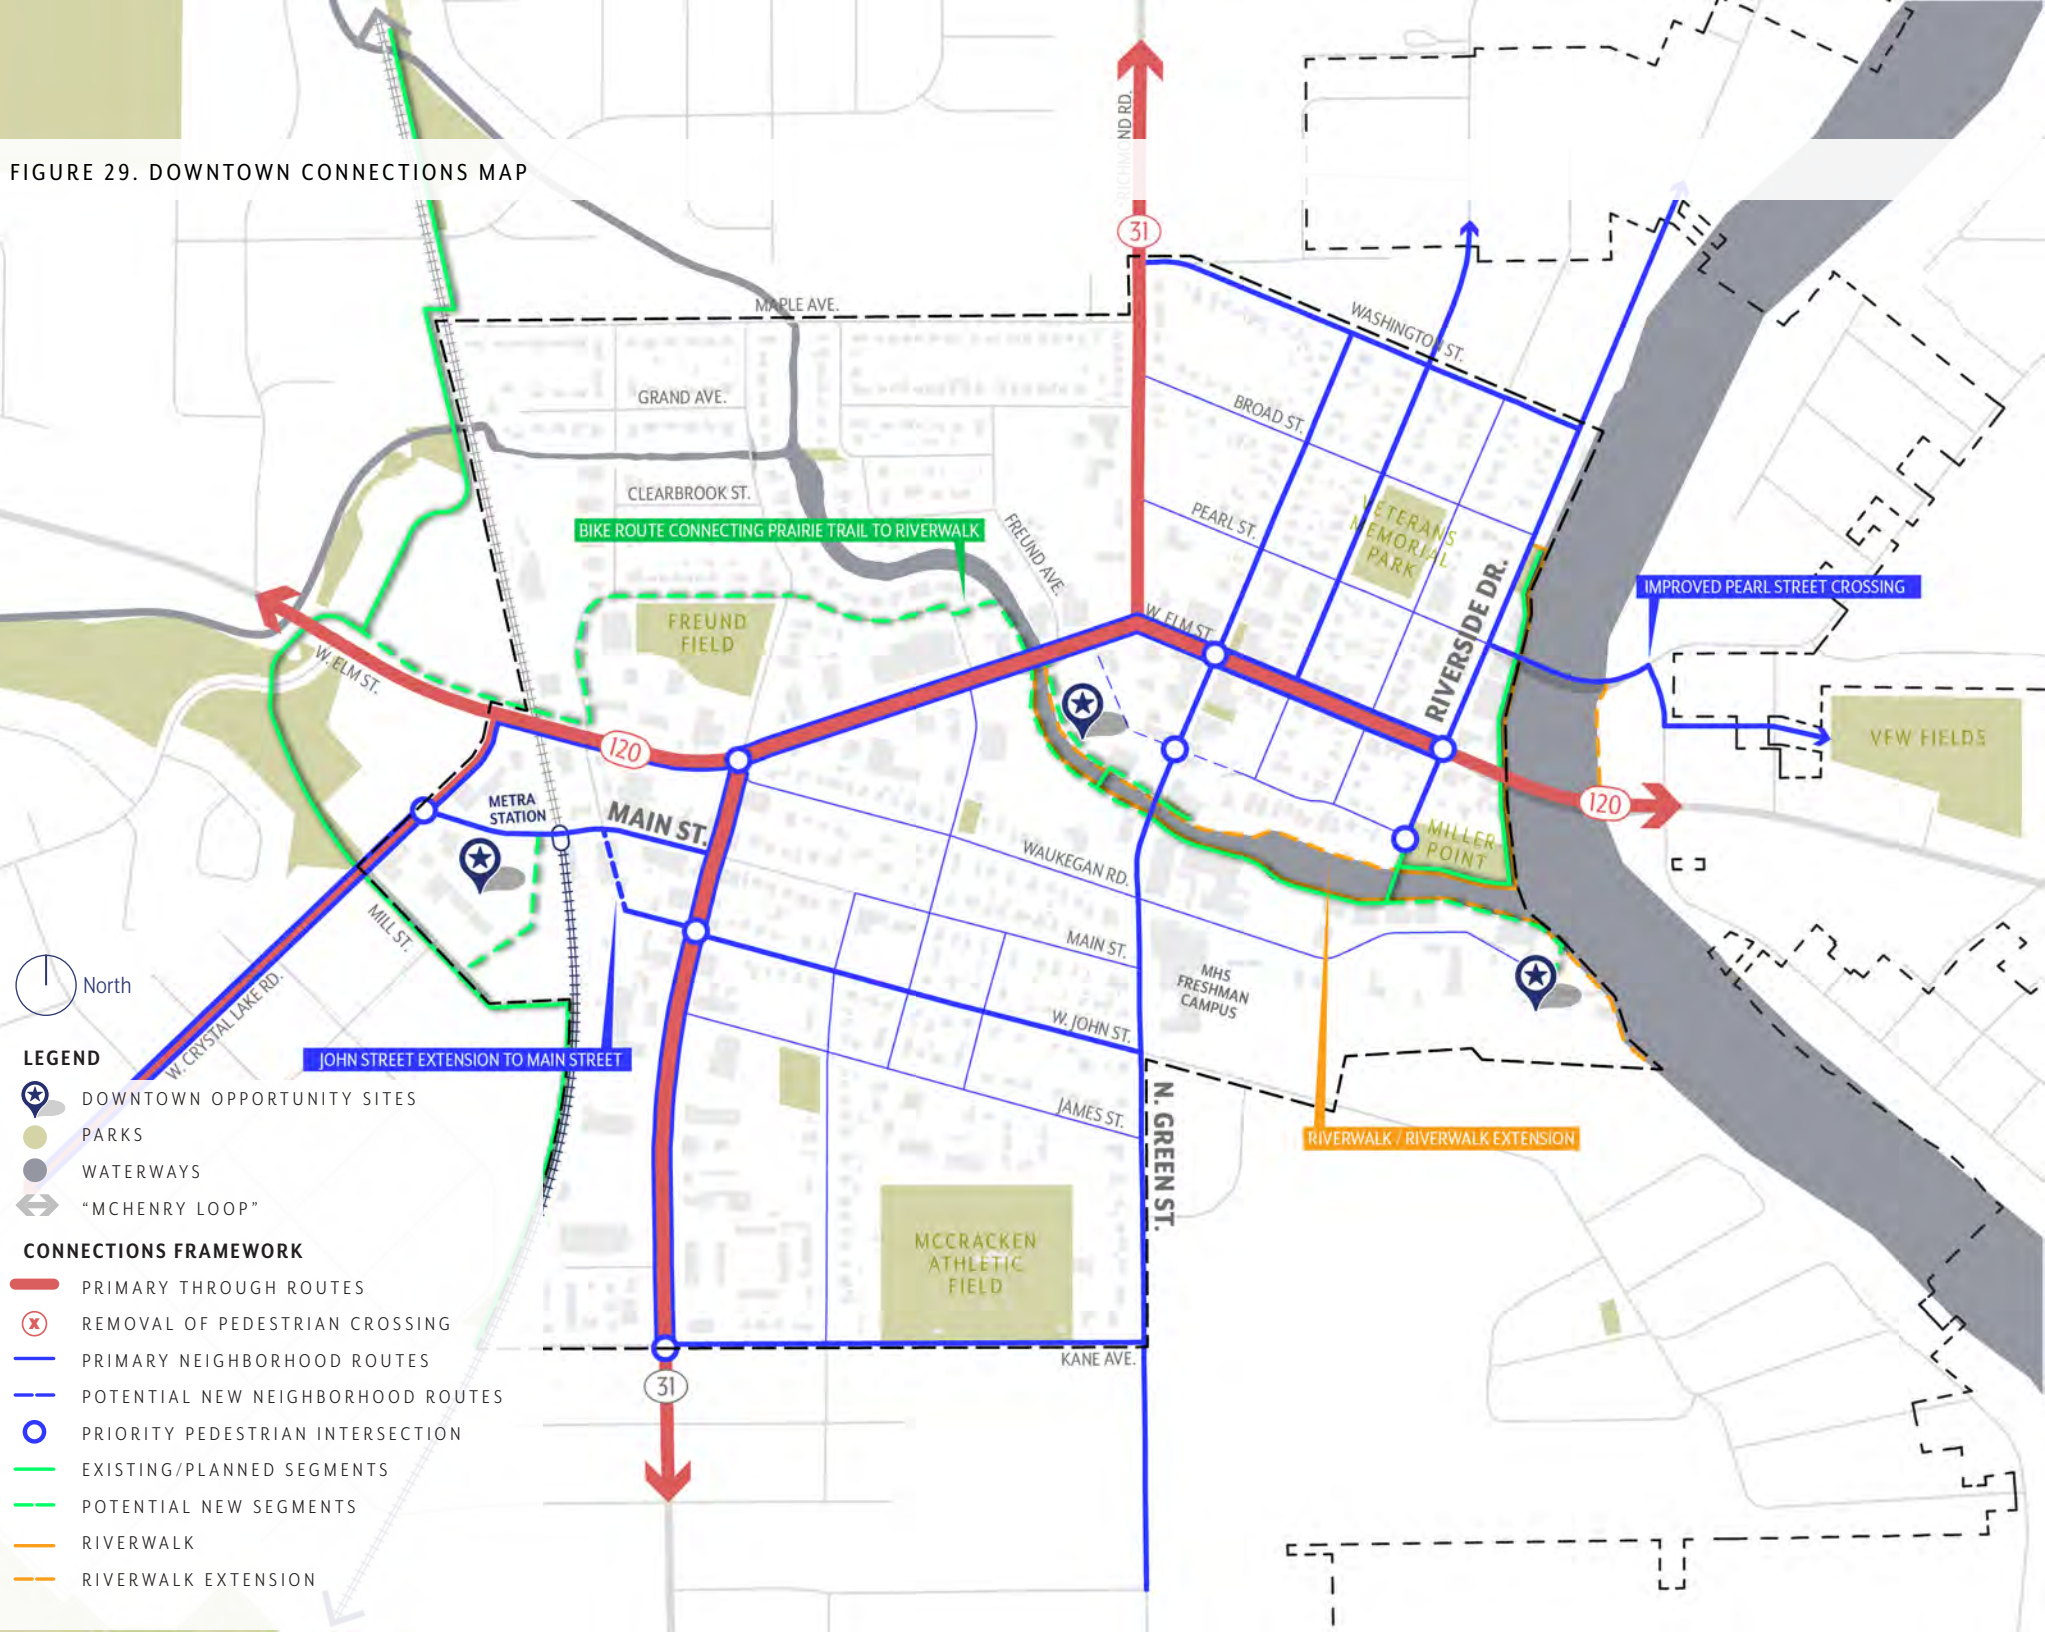 RICHMOND RD.
FIGURE 29. DOWNTOWN CONNECTIONS MAP
31
MAPLE AVE.
WASHINGTON ST.
GRAND AVE.
BROAD ST.
CLEARBROOK ST.
PEARL ST.
VETERANS
MEMORIAL
PARK
BIKE ROUTE CONNECTING PRAIRIE TRAIL TO RIVERWALK
FREUND AVE.
IMPROVED PEARL STREET CROSSING
FREUND
FIELD
W. ELM ST.
RIVERSIDE DR.
W. ELM ST.
120
VFW FIELDS
METRA
STATION
MAIN ST.
120
MILLER
POINT
WAUKEGAN RD.
MILL ST.
MAIN ST.
MHS
FRESHMAN
CAMPUS
North
W. CRYSTAL LAKE RD.
W. JOHN ST.
JOHN STREET EXTENSION TO MAIN STREET
JAMES ST.
N. GREEN ST.
RIVERWALK / RIVERWALK EXTENSION
MCCRACKEN
ATHLETIC
FIELD
KANE AVE.
31
LEGEND
DOWNTOWN OPPORTUNITY SITES
PARKS
WATERWAYS
“MCHENRY LOOP”
CONNECTIONS FRAMEWORK
PRIMARY THROUGH ROUTES
x REMOVAL OF PEDESTRIAN CROSSING
PRIMARY NEIGHBORHOOD ROUTES
POTENTIAL NEW NEIGHBORHOOD ROUTES
PRIORITY PEDESTRIAN INTERSECTION
EXISTING/PLANNED SEGMENTS
POTENTIAL NEW SEGMENTS
RIVERWALK
RIVERWALK EXTENSION